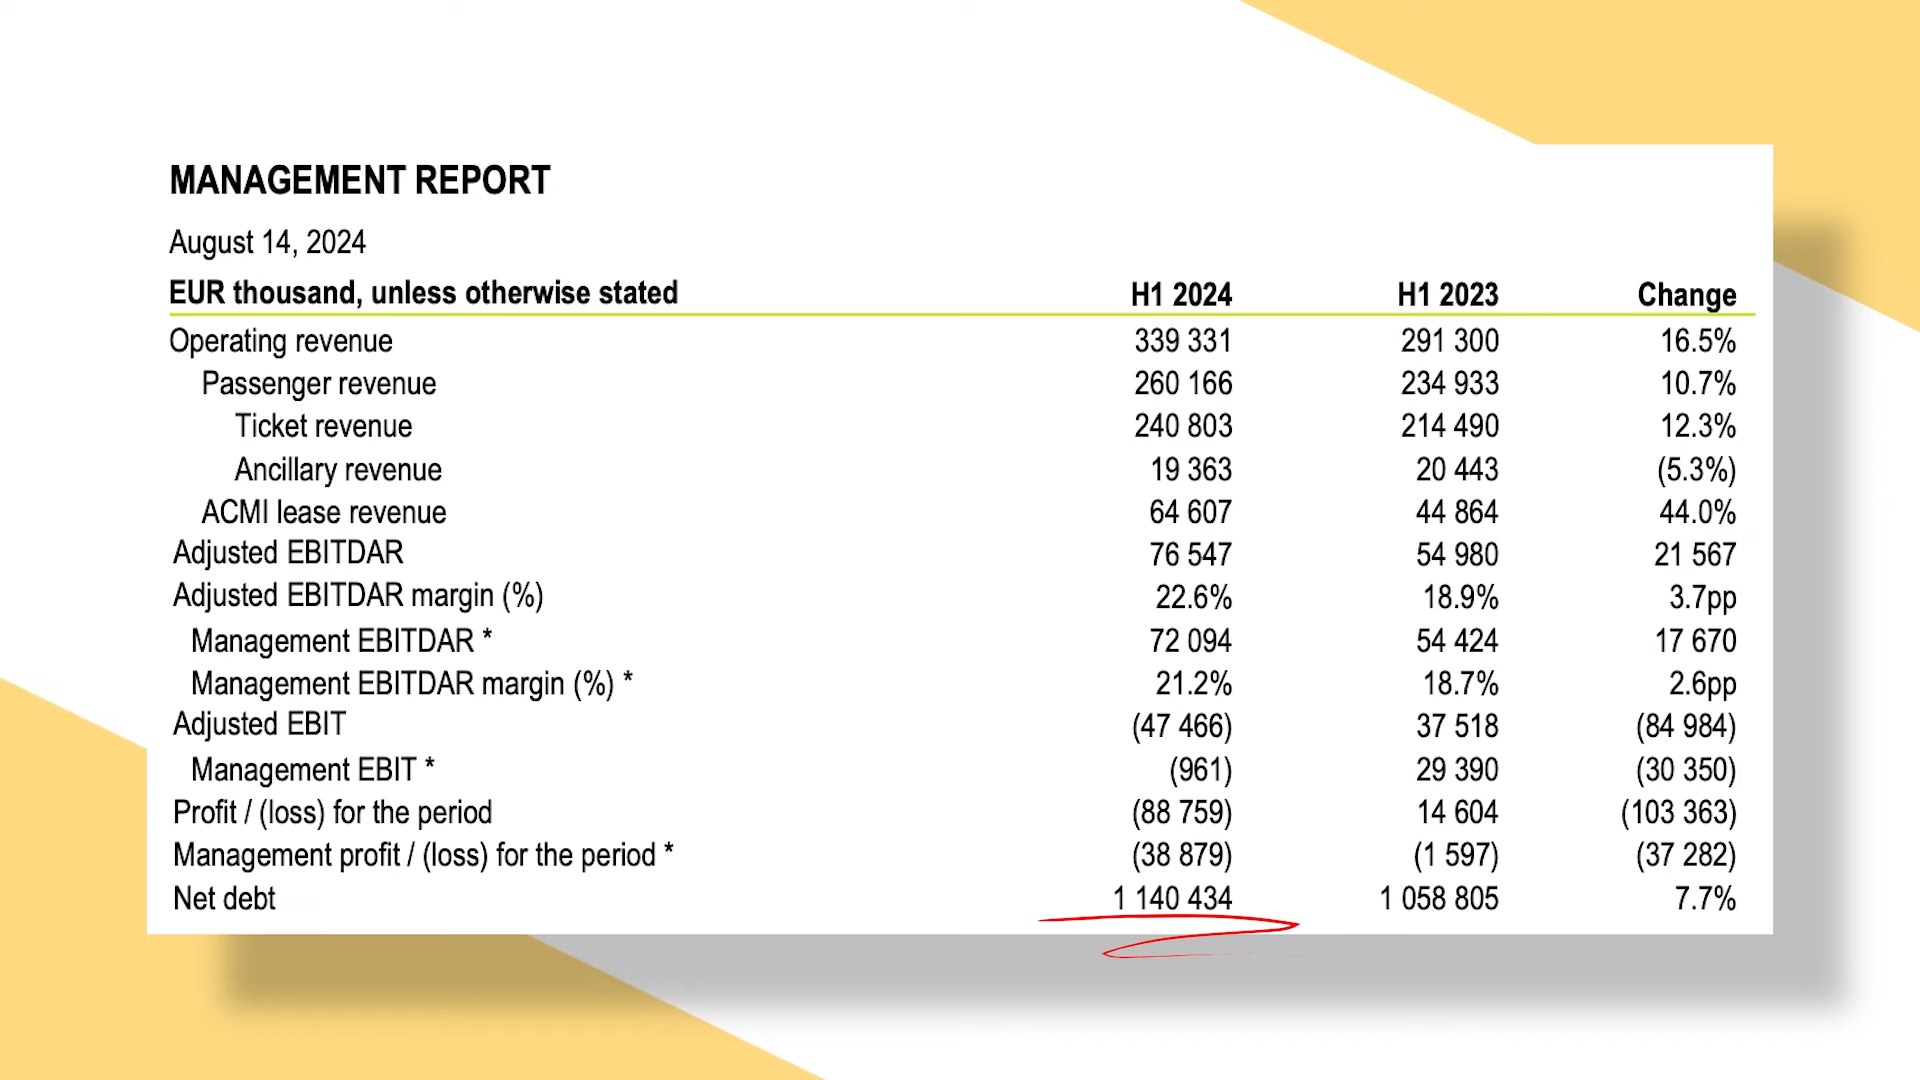 MANAGEMENT REPORT
August 14, 2024
EUR thousand, unless otherwise stated H1 2024 H1 2023 Change
Operating revenue 339 331 291 300 16.5%
Passenger revenue 260 166 234 933 10.7%
Ticket revenue 240 803 214 490 12.3%
Ancillary revenue 19 363 20 443 (5.3%)
ACMI lease revenue 64 607 44 864 44.0%
Adjusted EBITDAR 76 547 54 980 21 567
Adjusted EBITDAR margin (%) 22.6% 18.9% 3.7pp
Management EBITDAR * 72 094 54 424 17 670
Management EBITDAR margin (%) * 21.2% 18.7% 2.6pp
Adjusted EBIT (47 466) 37 518 (84 984)
Management EBIT * (961) 29 390 (30 350)
Profit / (loss) for the period (88 759) 14 604 (103 363)
Management profit / (loss) for the period * (38 879) (1 597) (37 282)
Net debt 1 140 434 1 058 805 7.7%